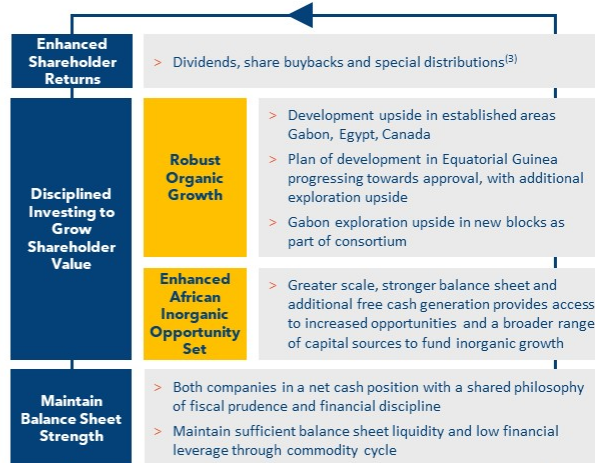 Enhanced
Shareholder
Returns
> Dividends, share buybacks and special distributions(3)
Disciplined
Investing to
Grow
Shareholder
Value
Robust
Organic
Growth
> Development upside in established areas
Gabon, Egypt, Canada
> Plan of development in Equatorial Guinea
progressing towards approval, with additional
exploration upside
> Gabon exploration upside in new blocks as
part of consortium
Enhanced
African
Inorganic
Opportunity
Set
> Greater scale, stronger balance sheet and
additional free cash generation provides access
to increased opportunities and a broader range
of capital sources to fund inorganic growth
Maintain
Balance Sheet
Strength
> Both companies in a net cash position with a shared philosophy
of fiscal prudence and financial discipline
> Maintain sufficient balance sheet liquidity and low financial
leverage through commodity cycle